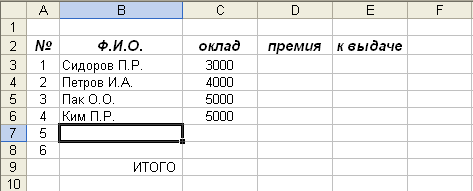 A B C D E F
1
2 № Ф.И.О. оклад премия к выдаче
3 1 Сидоров П.Р. 3000
4 2 Петров И.А. 4000
5 3 Пак О.О. 5000
6 4 Ким П.Р. 5000
7 5
8 6
9 ИТОГО
10